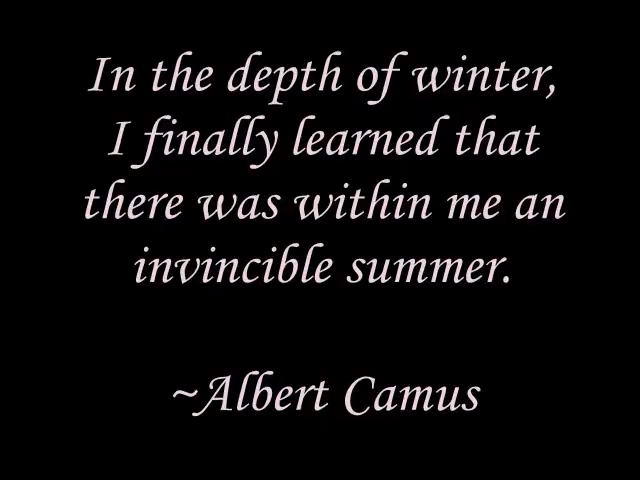 In the depth of winter,
I finally learned that
there was within me an
invincible summer.
~Albert Camus